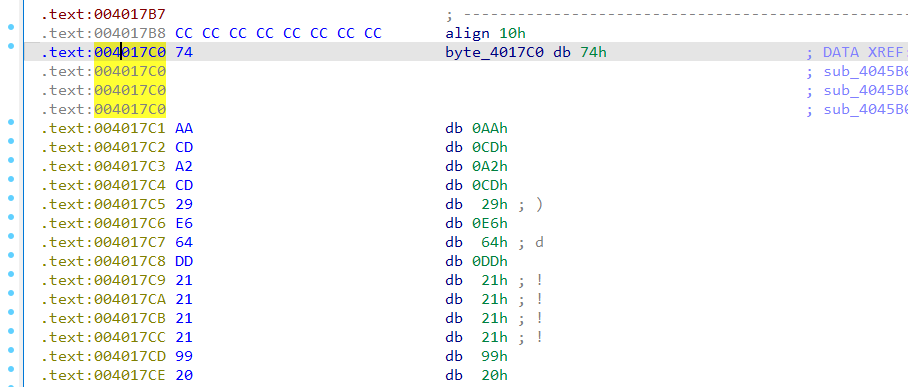 .text:004017B7 ; ------------------------------------------------
.text:004017B8 CC CC CC CC CC CC CC CC align 10h
.text:004017C0 74 byte_4017C0 db 74h ; DATA XREF:
.text:004017C0 ; sub_4045B0
.text:004017C0 ; sub_4045B0
.text:004017C0 ; sub_4045B0
.text:004017C1 AA db 0AAh
.text:004017C2 CD db 0CDh
.text:004017C3 A2 db 0A2h
.text:004017C4 CD db 0CDh
.text:004017C5 29 db 29h ; )
.text:004017C6 E6 db 0E6h
.text:004017C7 64 db 64h ; d
.text:004017C8 DD db 0DDh
.text:004017C9 21 db 21h ; !
.text:004017CA 21 db 21h ; !
.text:004017CB 21 db 21h ; !
.text:004017CC 21 db 21h ; !
.text:004017CD 99 db 99h
.text:004017CE 20 db 20h